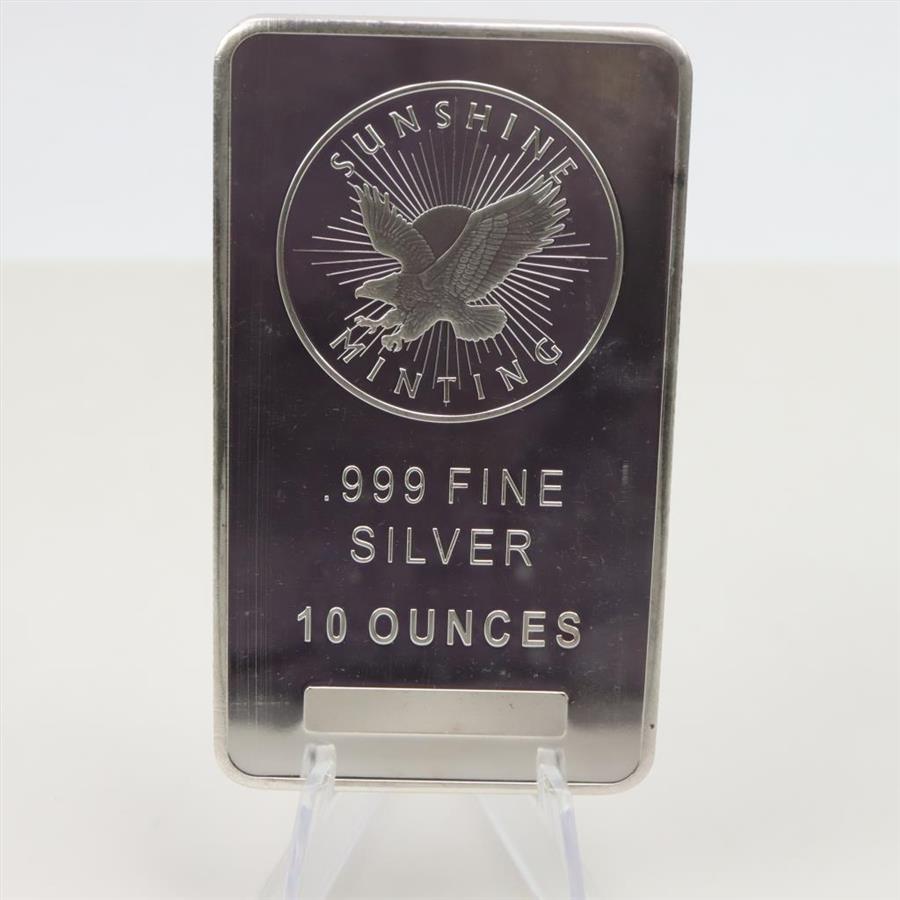 SUNSHINE
MINTING
.999 FINE
SILVER
10 OUNCES